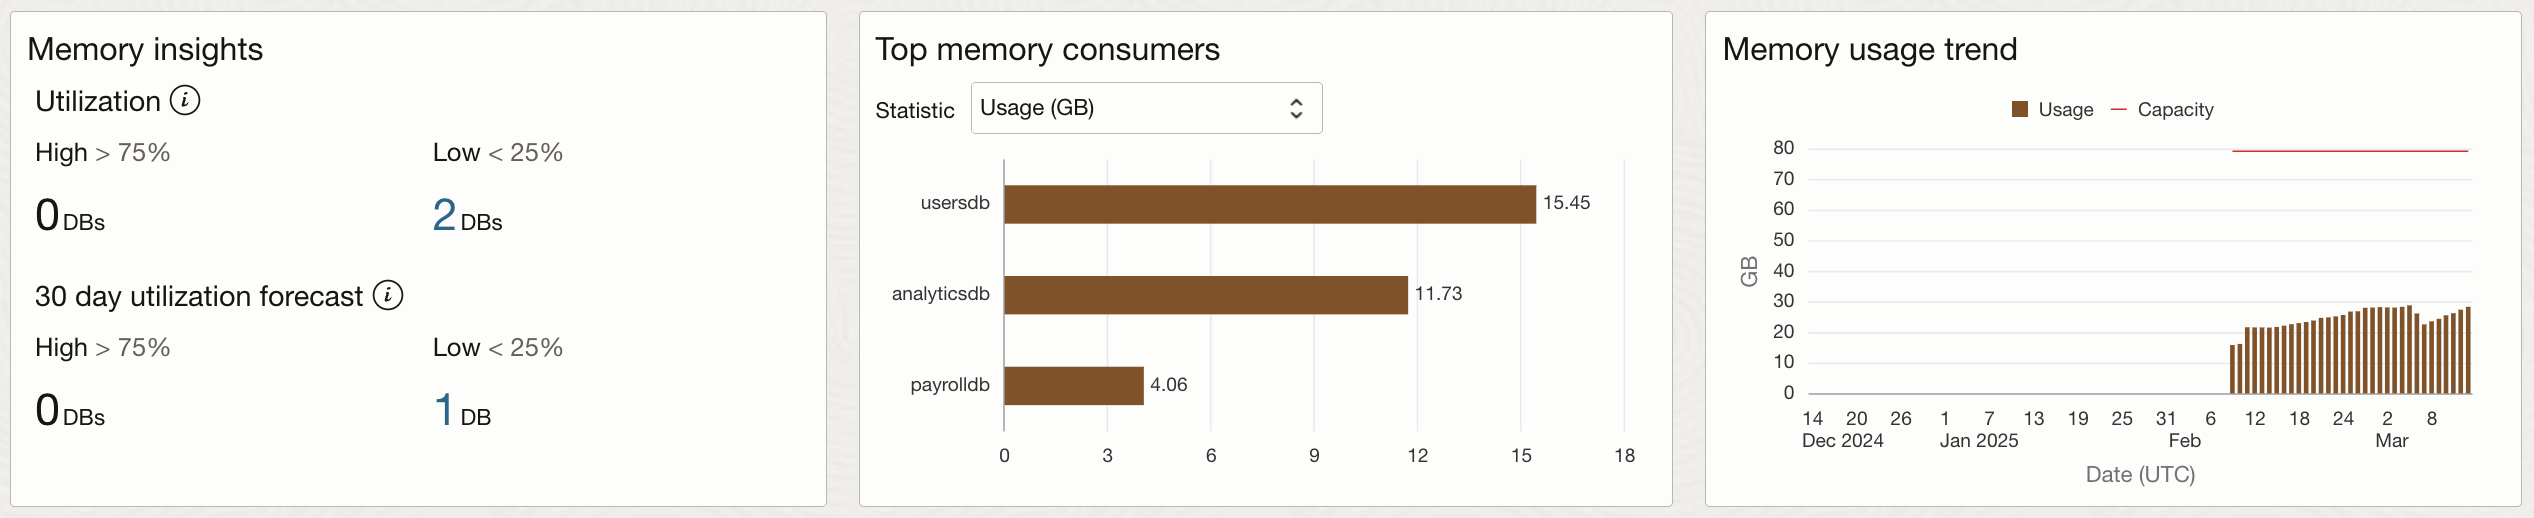 Memory insights
Utilization i
High > 75%
Low < 25%
0 DBs
2 DBs
30 day utilization forecast i
High > 75%
Low < 25%
0 DBs
1 DB
Top memory consumers
Statistic
Usage (GB)
usersdb
15.45
analyticsdb
11.73
payrolldb
4.06
0 3 6 9 12 15 18
Memory usage trend
Usage Capacity
80
70
60
50
40
30
20
10
0
GB
14 20 26 1 7 13 19 25 31 6 12 18 24 2 8
Dec 2024 Jan 2025 Feb Mar
Date (UTC)